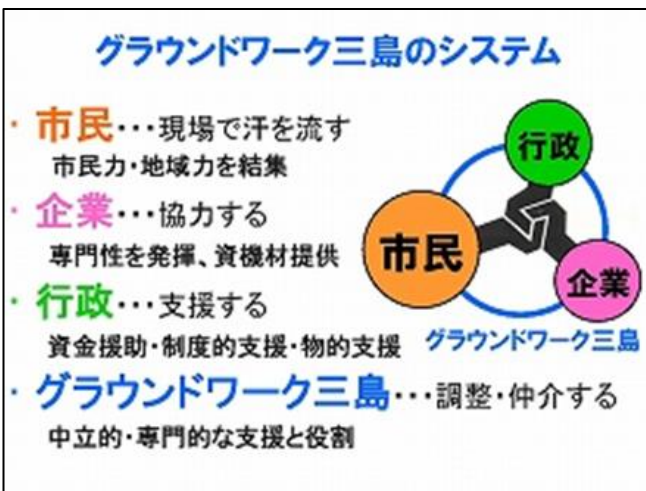 グラウンドワーク三島のシステム
・市民・・・現場で汗を流す
市民力・地域力を結集
・企業・・・協力する
専門性を発揮、資機材提供
・行政・・・支援する
資金援助・制度的支援・物的支援
・グラウンドワーク三島・・・調整・仲介する
中立的・専門的な支援と役割
行政
市民
企業
グラウンドワーク三島